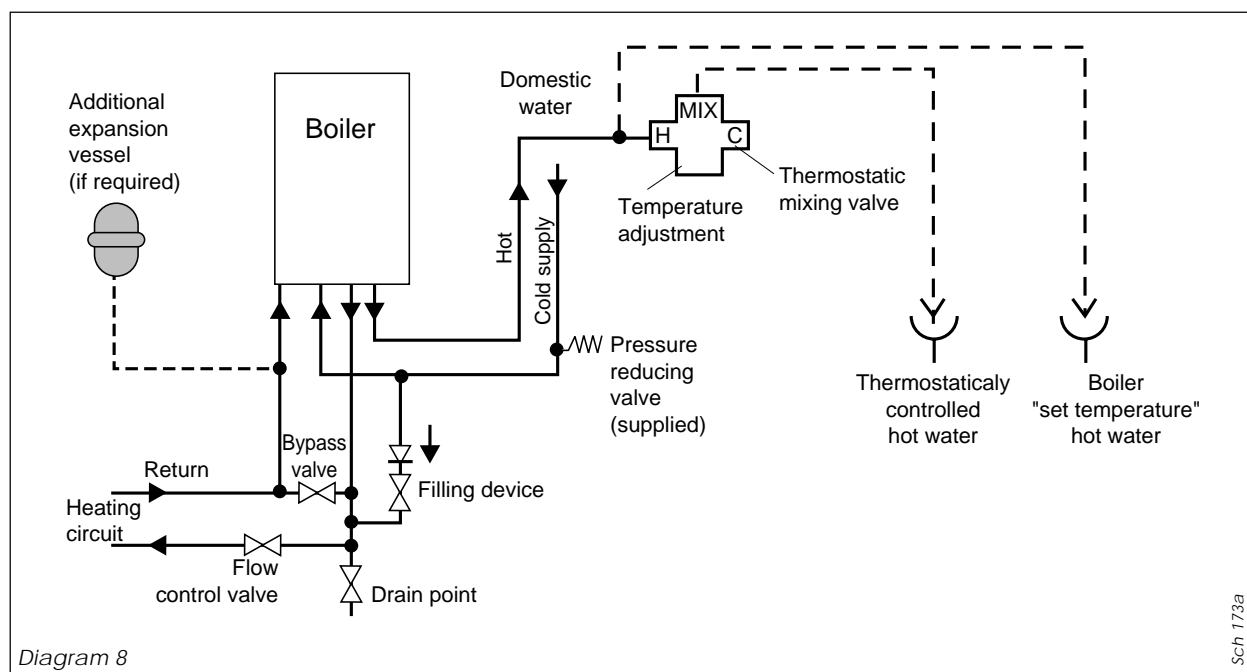 Additional
expansion
vessel
(if required)
Boiler
Domestic
water
MIX
H
C
Thermostatic
mixing valve
Temperature
adjustment
Hot
Cold supply
Pressure
reducing
valve
(supplied)
Thermostaticaly
controlled
hot water
Boiler
"set temperature"
hot water
Bypass
valve
Return
Filling device
Heating
circuit
Flow
control valve
Drain point
Diagram 8
Sch 173a